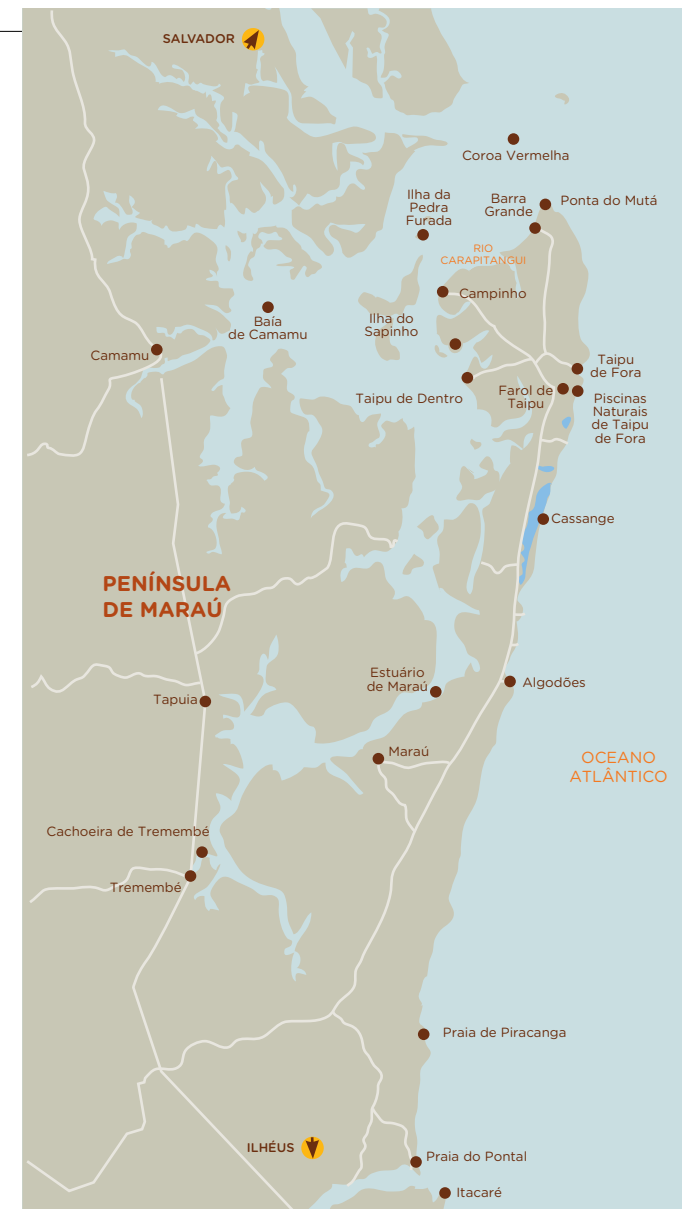 SALVADOR
Coroa Vermelha
Ilha da
Pedra
Furada
Barra
Grande
Ponta do Mutá
RIO
CARAPITANGUI
Campinho
Baía
de Camamu
Ilha do
Sapinho
Camamu
Taipu
de Fora
Taipu de Dentro
Farol de
Taipu
Piscinas
Naturais
de Taipu
de Fora
Cassange
PENÍNSULA
DE MARAÚ
Estuário
de Maraú
Algodões
Tapuia
Maraú
OCEANO
ATLÂNTICO
Cachoeira de Tremembé
Tremembé
Praia de Piracanga
ILHÉUS
Praia do Pontal
Itacaré